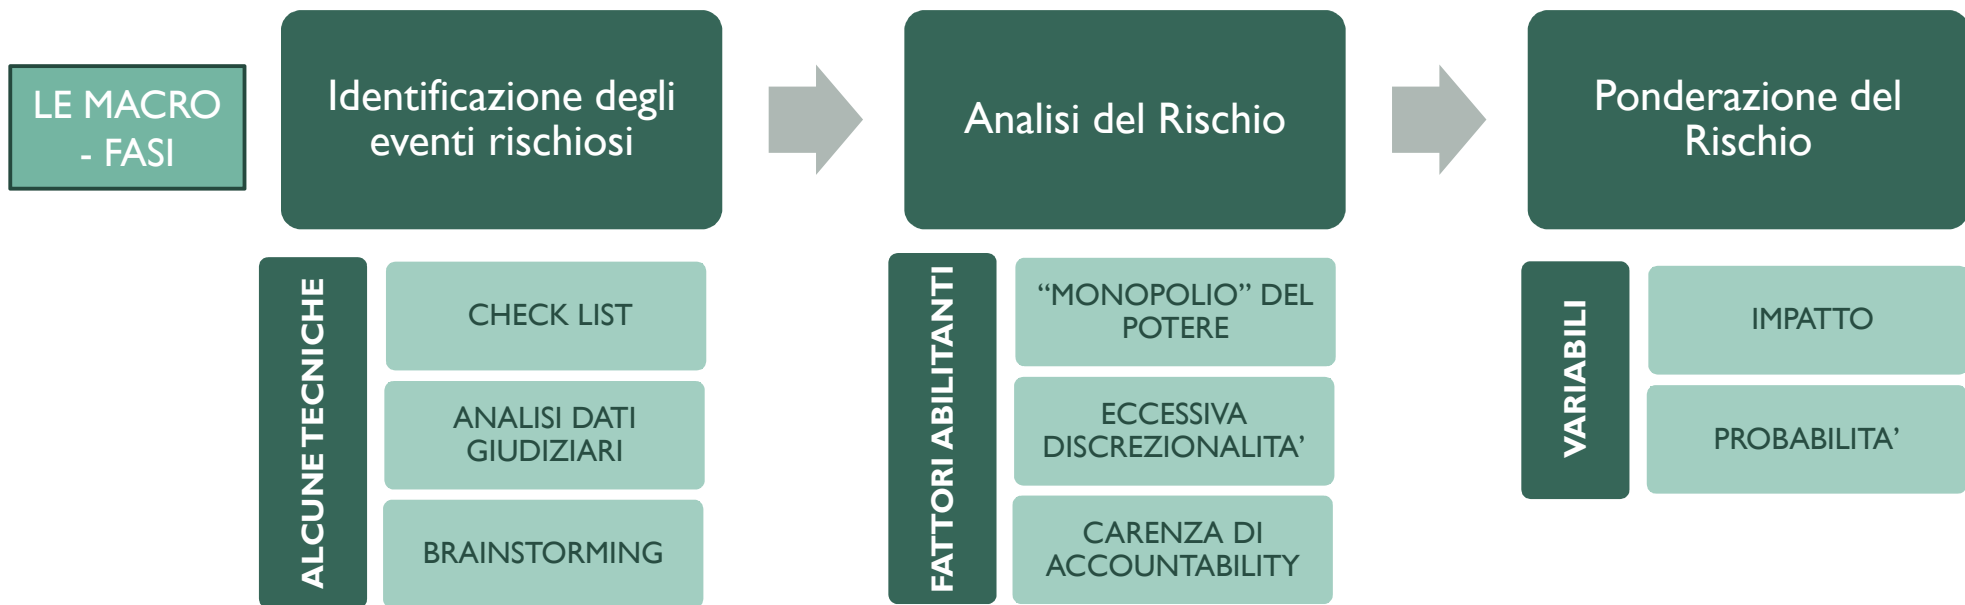 LE MACRO
- FASI
Identificazione degli
eventi rischiosi
Analisi del Rischio
Ponderazione del
Rischio
ALCUNE TECNICHE
CHECK LIST
ANALISI DATI
GIUDIZIARI
BRAINSTORMING
FATTORI ABILITANTI
“MONOPOLIO” DEL
POTERE
ECCESSIVA
DISCREZIONALITA’
CARENZA DI
ACCOUNTABILITY
VARIABILI
IMPATTO
PROBABILITA’